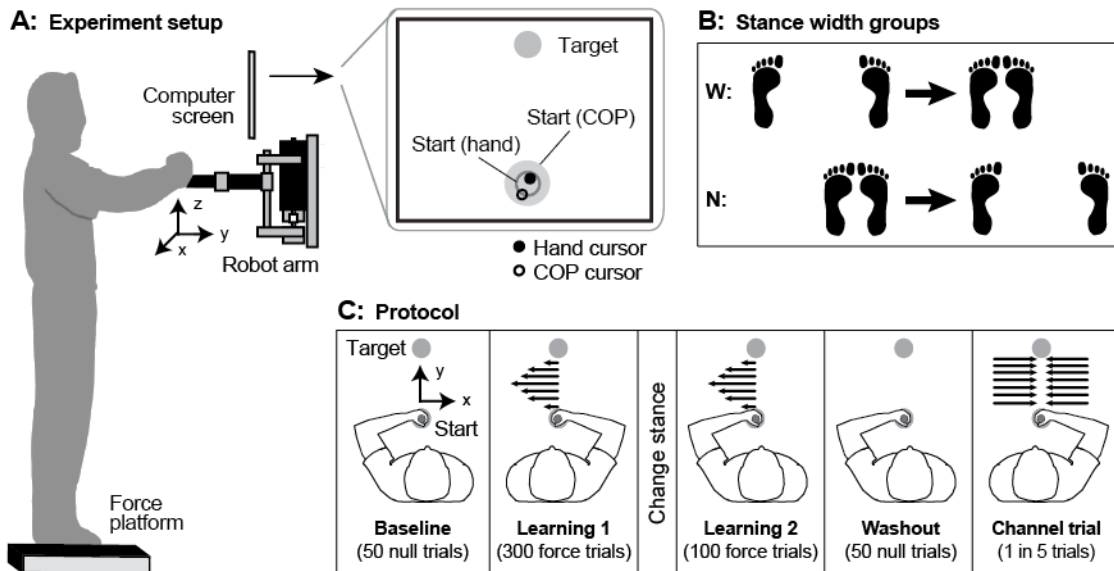 A: Experiment setup
Computer
screen
Target
Start (COP)
Start (hand)
z
y
x
Robot arm
Hand cursor
COP cursor
Force
platform
B: Stance width groups
W:
N:
C: Protocol
Target
y
x
Start
Baseline
(50 null trials)
Learning 1
(300 force trials)
Change stance
Learning 2
(100 force trials)
Washout
(50 null trials)
Channel trial
(1 in 5 trials)